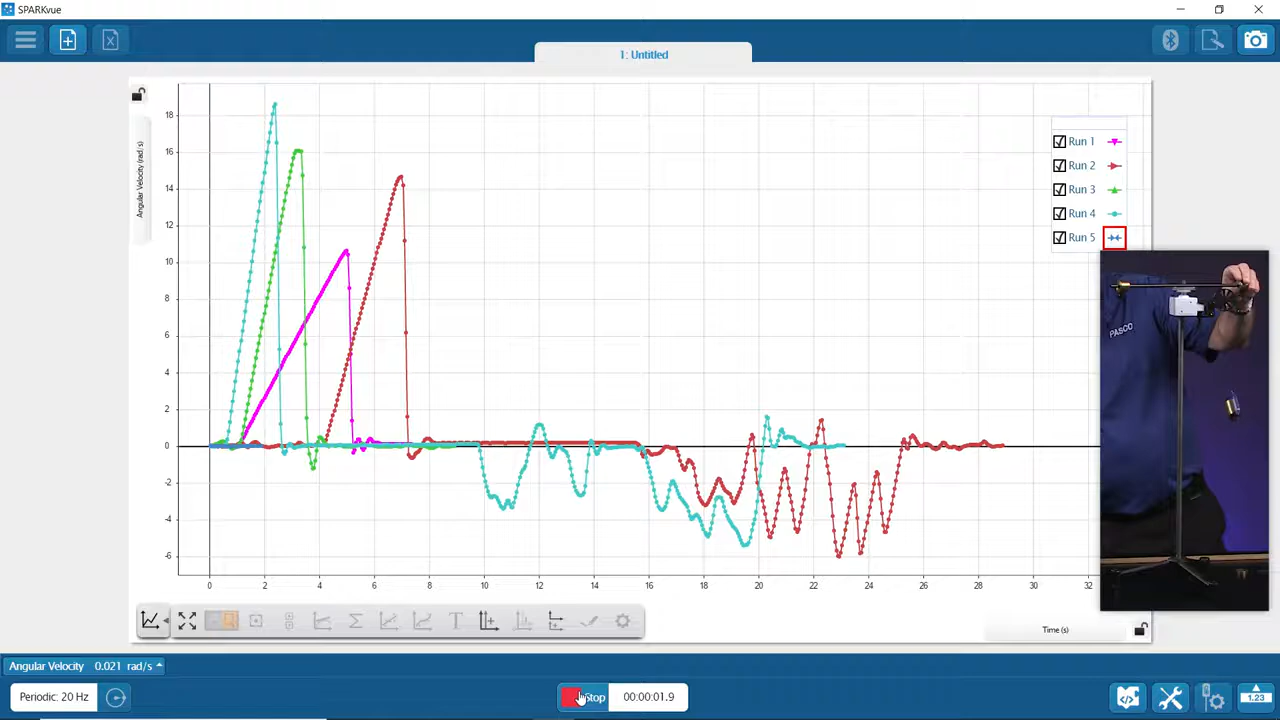 SPARKvue
1: Untitled
Angular Velocity (rad/s)
18
16
14
12
10
8
6
4
2
0
-2
-4
-6
0 2 4 6 8 10 12 14 16 18 20 22 24 26 28 30 32
Time (s)
Run 1
Run 2
Run 3
Run 4
Run 5
PASCO
Angular Velocity 0.021 rad/s
Periodic: 20 Hz
Stop
00:00:01.9
1.23